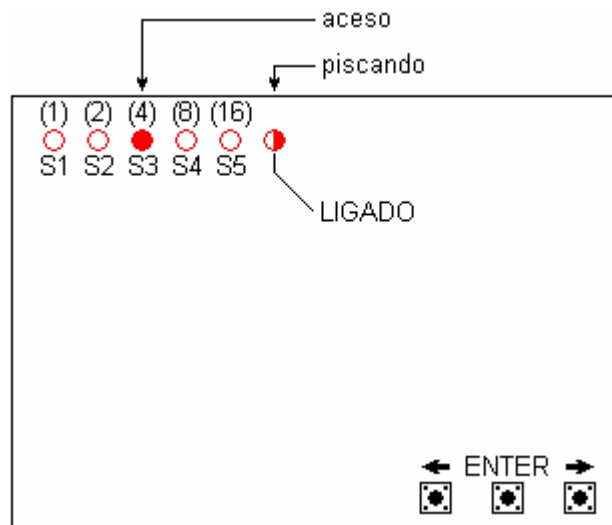 aceso
piscando
(1) (2) (4) (8) (16)
S1 S2 S3 S4 S5
LIGADO
ENTER